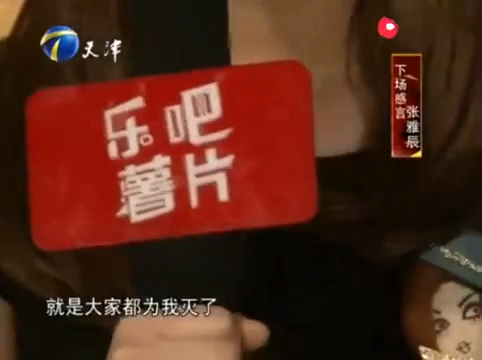 天津
下场感言
张雅辰
乐吧
薯片
就是大家都为我灭了